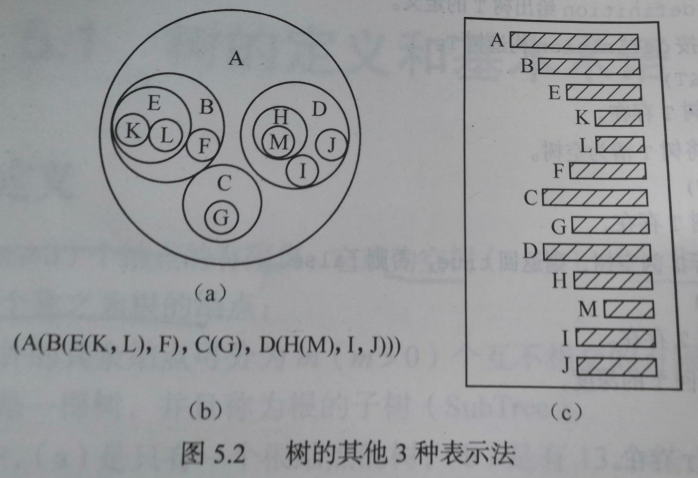 A
E
B
K
L
F
H
D
M
J
I
C
G
(a)
(A(B(E(K, L), F), C(G), D(H(M), I, J)))
(b)
A
B
E
K
L
F
C
G
D
H
M
I
J
(c)
图 5.2 树的其他 3 种表示法